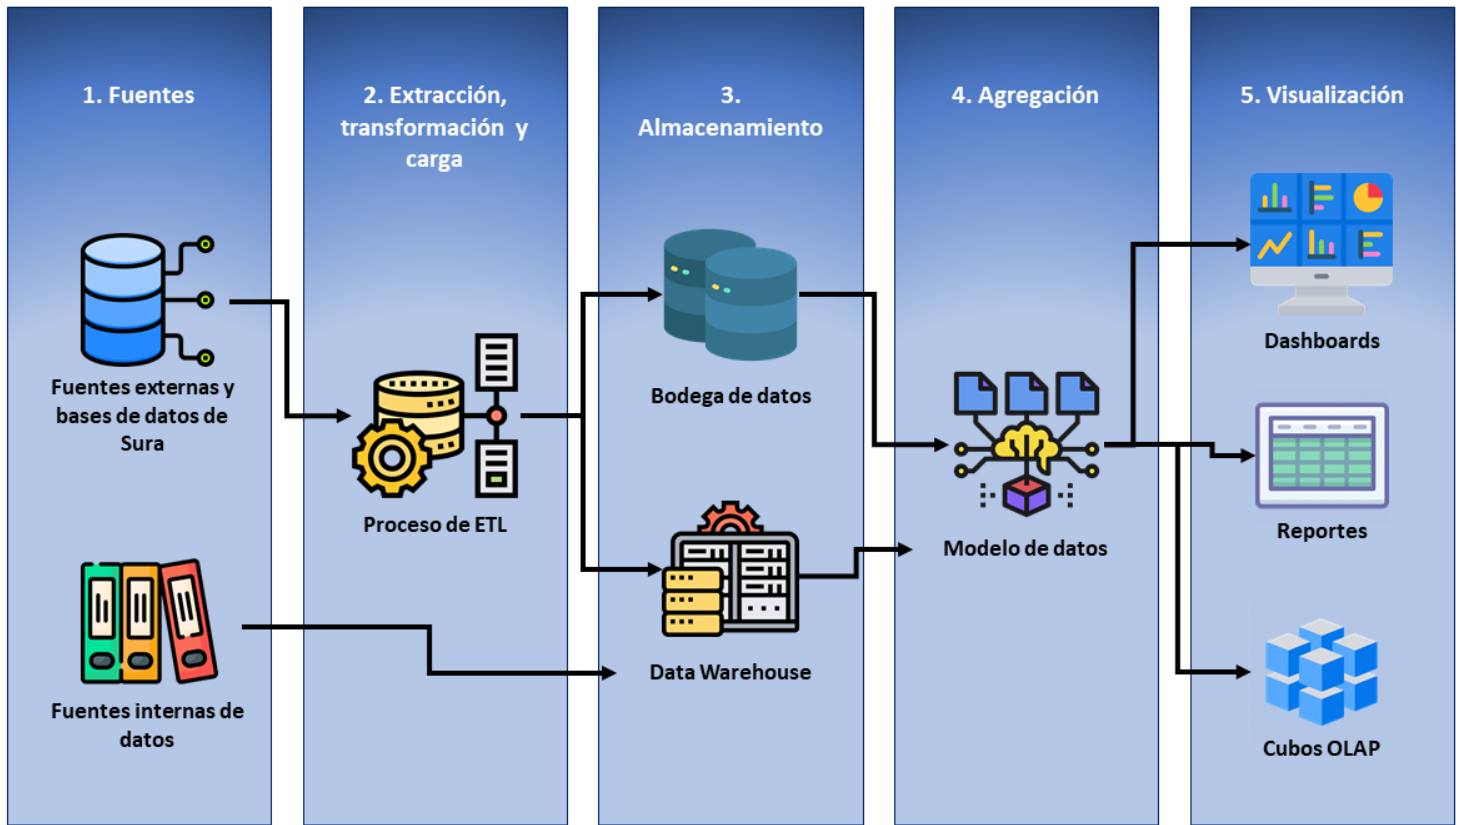 1. Fuentes
Fuentes externas y
bases de datos de
Sura
Fuentes internas de
datos
2. Extracción,
transformación y
carga
Proceso de ETL
3.
Almacenamiento
Bodega de datos
Data Warehouse
4. Agregación
Modelo de datos
5. Visualización
Dashboards
Reportes
Cubos OLAP